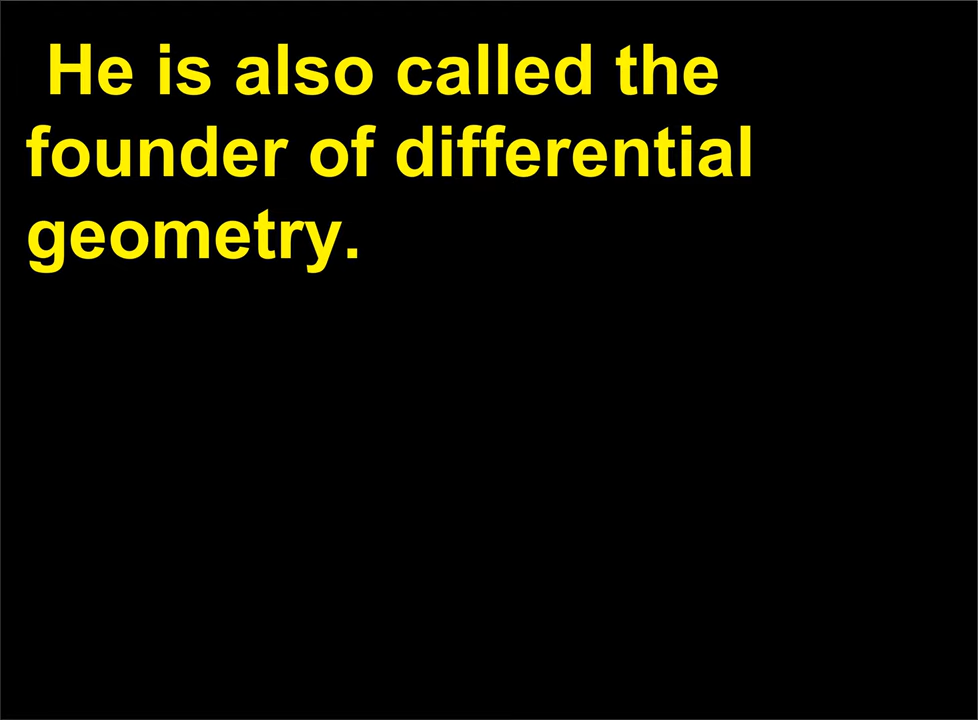 He is also called the
founder of differential
geometry.